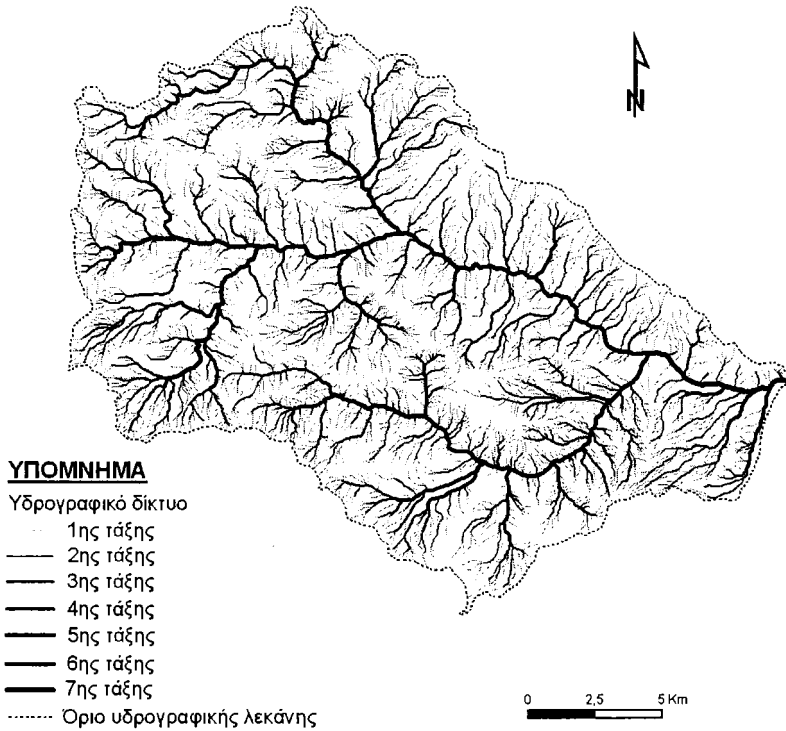 N
ΥΠΟΜΝΗΜΑ
Υδρογραφικό δίκτυο
1ης τάξης
2ης τάξης
3ης τάξης
4ης τάξης
5ης τάξης
6ης τάξης
7ης τάξης
Όριο υδρογραφικής λεκάνης
0 2,5 5 Km